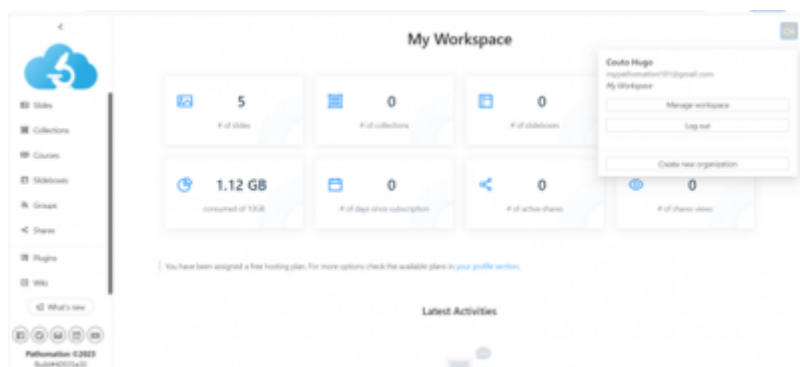 My Workspace
Couto Hugo
mypathomation101@gmail.com
My Workspace
Manage workspace
Log out
Create new organization
Slides
Collections
Courses
Slideboxes
Groups
Shares
Plugins
Wiki
What's new
Pathomation ©2023
5
# of slides
0
# of collections
0
# of slideboxes
1.12 GB
consumed of 10GB
0
# of days since subscription
0
# of active shares
0
# of shares views
You have been assigned a free hosting plan. For more options check the available plans in your profile section.
Latest Activities